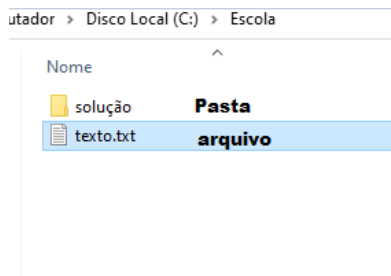 utador > Disco Local (C:) > Escola
Nome
solução Pasta
texto.txt arquivo